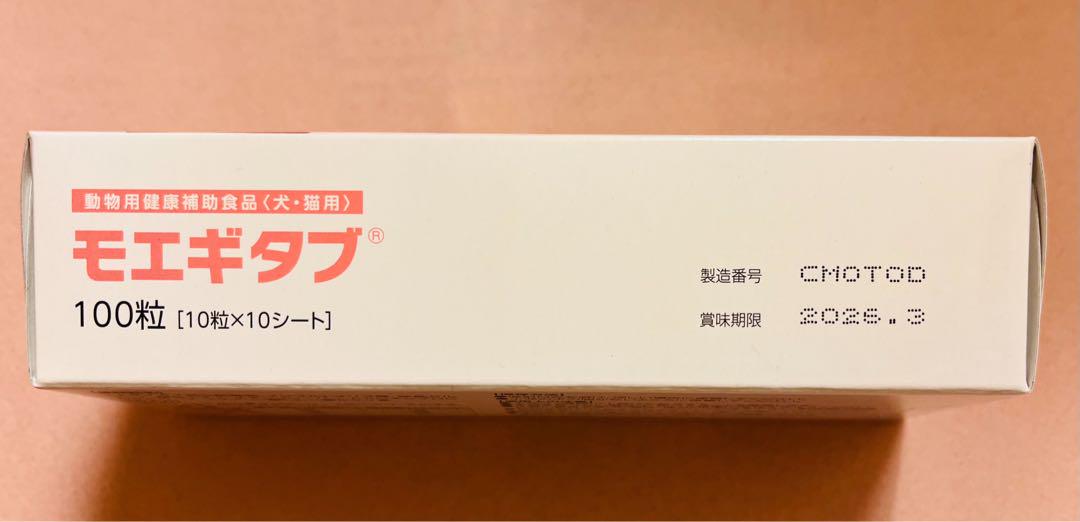 動物用健康補助食品〈犬・猫用〉
モエギタブ®
100粒 [10粒×10シート]
製造番号 CMOTOD
賞味期限 2026.3